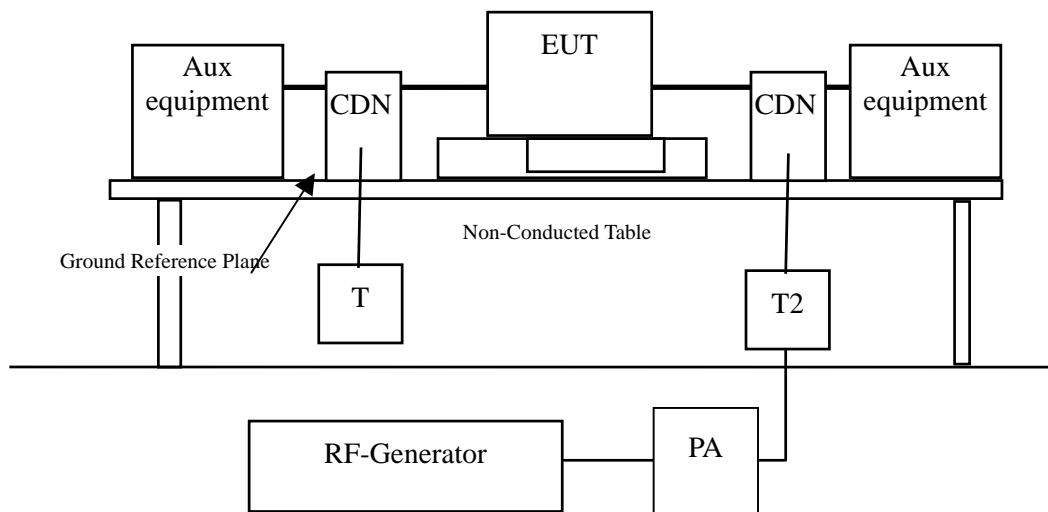 EUT
Aux
equipment
CDN
CDN
Aux
equipment
Non-Conducted Table
Ground Reference Plane
T
T2
RF-Generator
PA